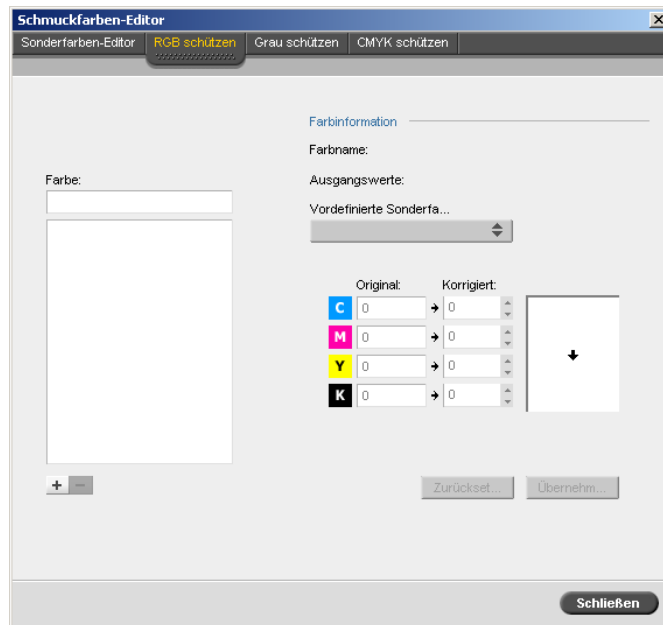 Schmuckfarben-Editor
Sonderfarben-Editor RGB schützen Grau schützen CMYK schützen
Farbinformation
Farbname:
Farbe:
Ausgangswerte:
Vordefinierte Sonderfa...
Original: Korrigiert:
C 0 0
M 0 0
Y 0 0
K 0 0
Zurückset... Übernehm...
Schließen